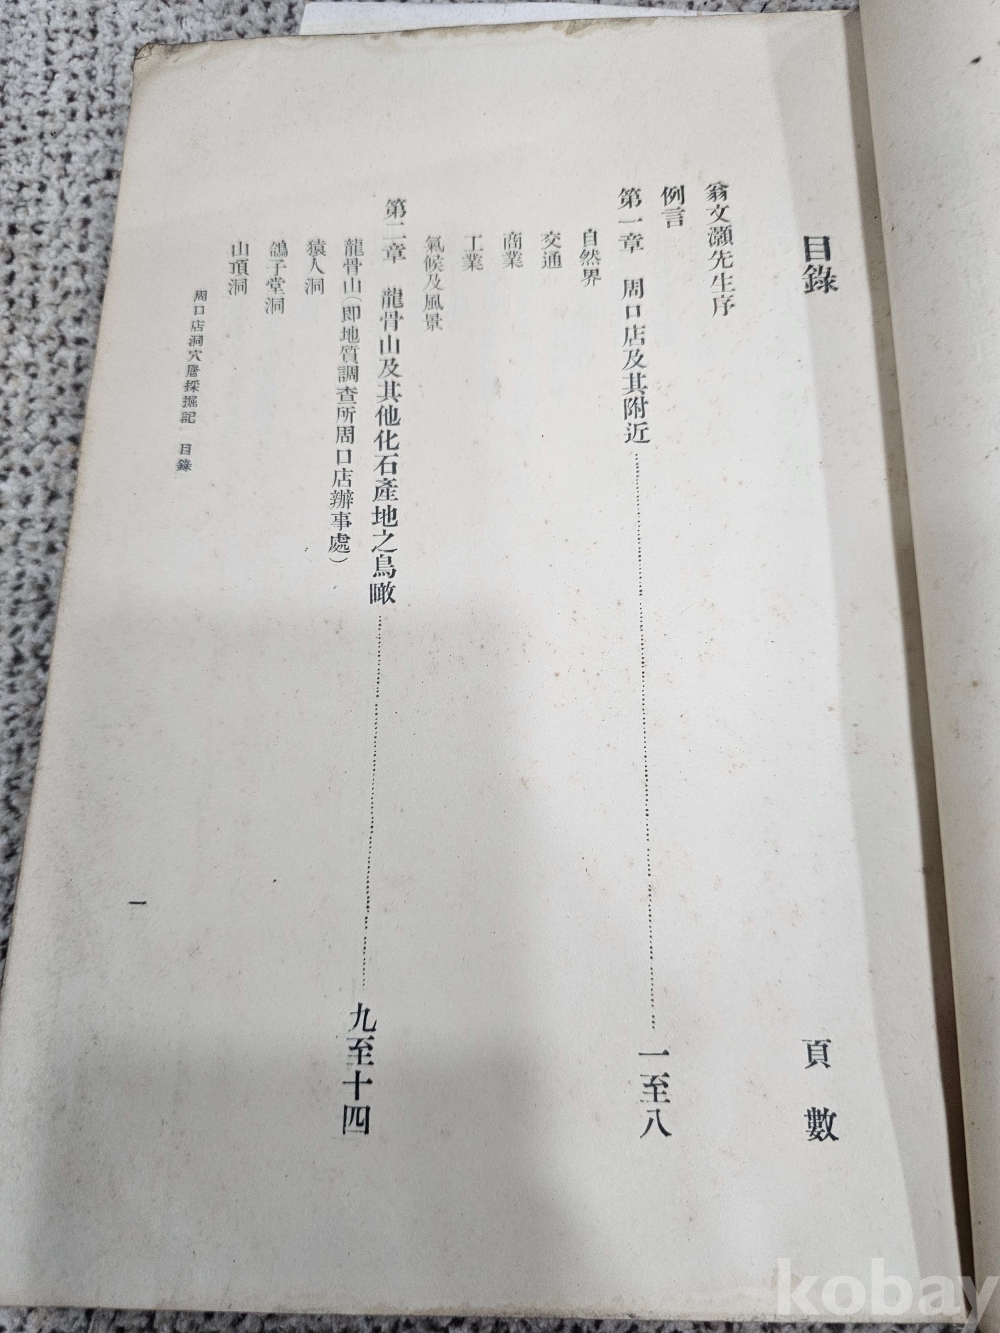 目錄 頁數
翁文灝先生序
例言
第一章 周口店及其附近 一至八
自然界
交通
商業
工業
氣候及風景
第二章 龍骨山及其他化石產地之鳥瞰 九至十四
龍骨山(即地質調查所周口店辦事處)
猿人洞
鴿子堂洞
山頂洞
周口店洞穴層採掘記 目錄
一
kobay